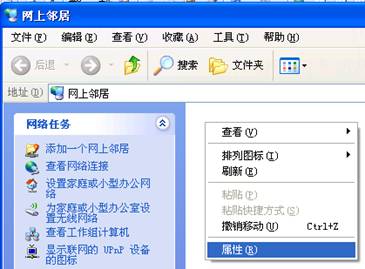 网上邻居
文件(F) 编辑(E) 查看(V) 收藏(A) 工具(T) 帮助(H)
后退 搜索 文件夹
地址(D) 网上邻居
网络任务
添加一个网上邻居
查看网络连接
设置家庭或小型办公网络
为家庭或小型办公室设置无线网络
查看工作组计算机
显示联网的 UPnP 设备的图标
查看(V)
排列图标(I)
刷新(E)
粘贴(P)
粘贴快捷方式(S)
撤销移动(U) Ctrl+Z
属性(R)